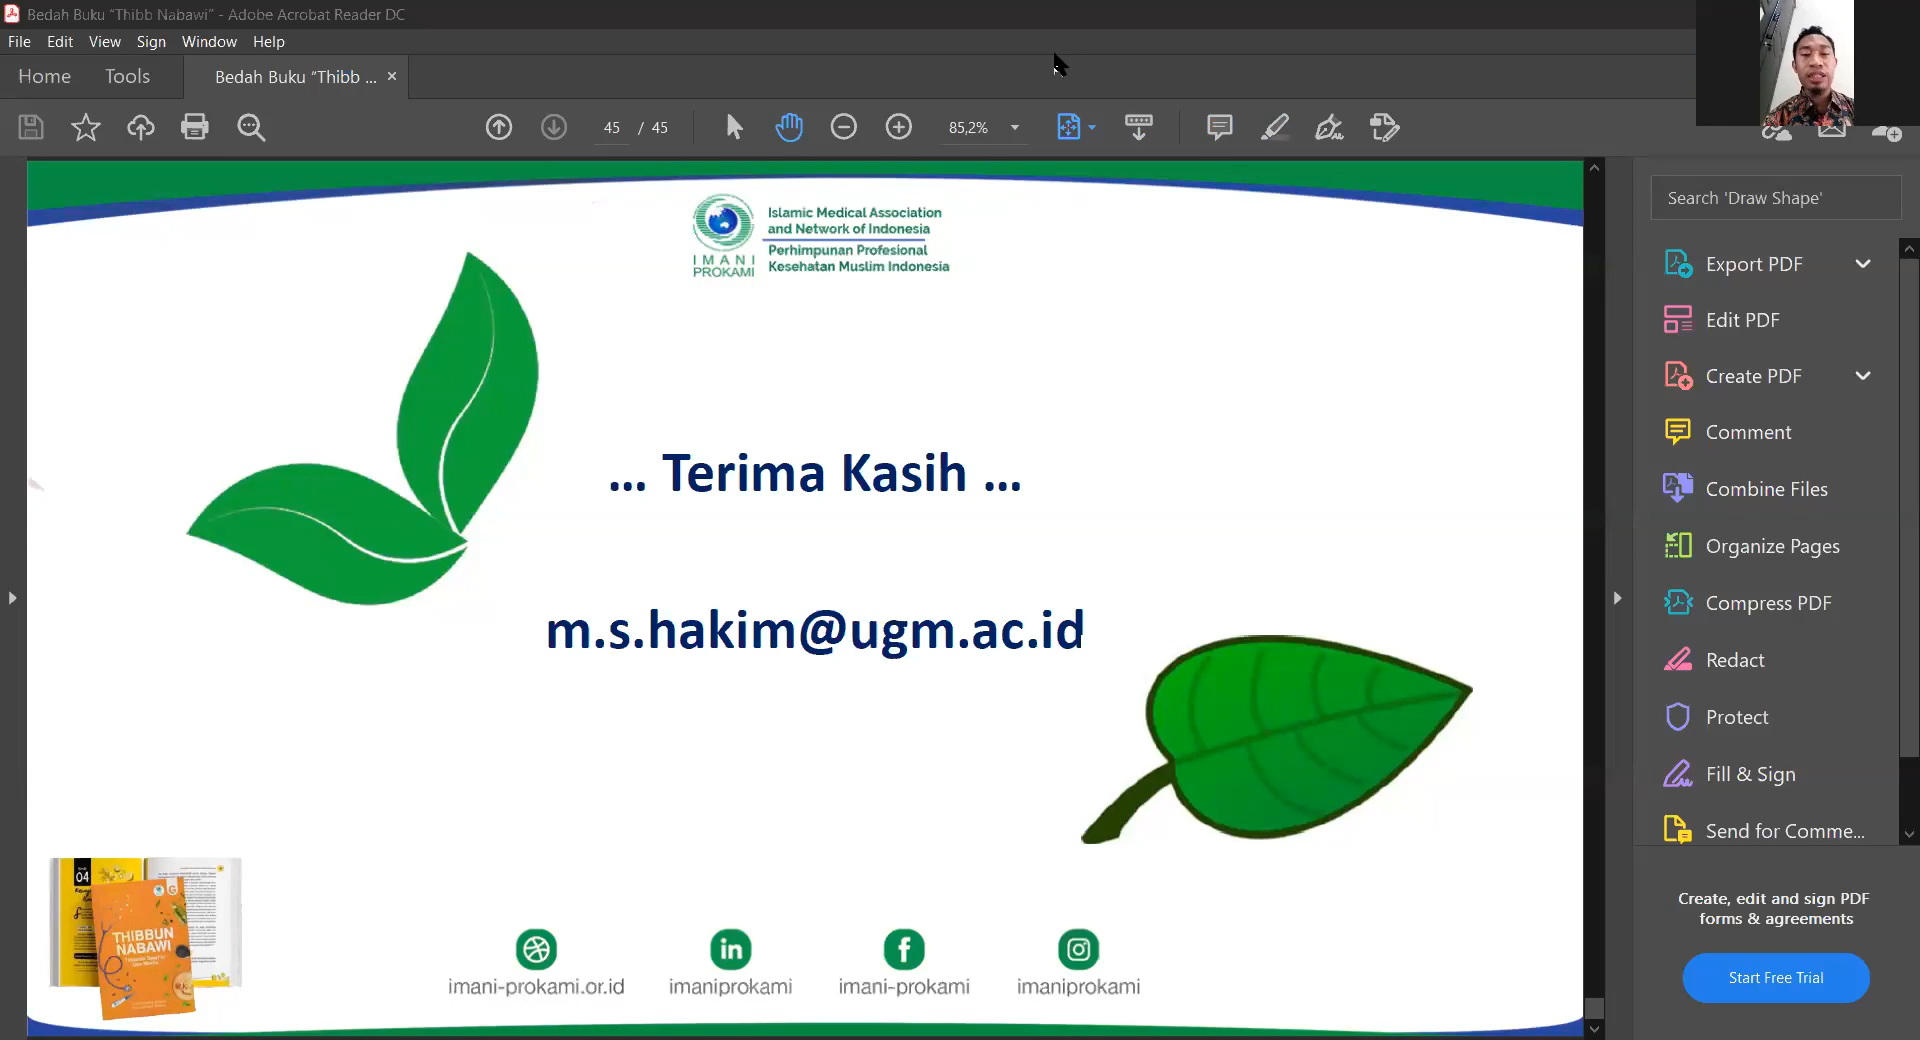 Bedah Buku “Thibb Nabawi” - Adobe Acrobat Reader DC
File Edit View Sign Window Help
Home Tools Bedah Buku “Thibb ... ×
45 / 45 85,2%
Islamic Medical Association
and Network of Indonesia
Perhimpunan Profesional
Kesehatan Muslim Indonesia
IMANI
PROKAMI
... Terima Kasih ...
m.s.hakim@ugm.ac.id
04
THIBBUN
NABAWI
imani-prokami.or.id imaniprokami imani-prokami imaniprokami
Search 'Draw Shape'
Export PDF
Edit PDF
Create PDF
Comment
Combine Files
Organize Pages
Compress PDF
Redact
Protect
Fill & Sign
Send for Comme...
Create, edit and sign PDF
forms & agreements
Start Free Trial